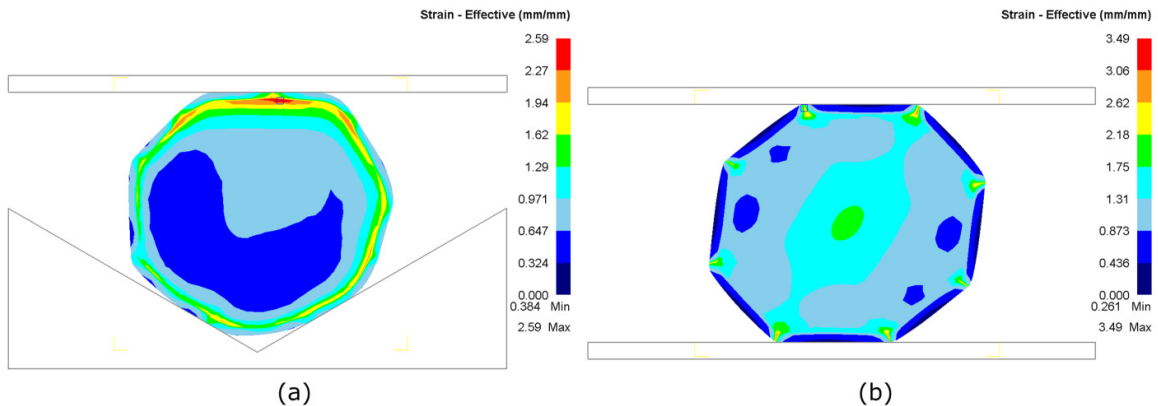 Strain - Effective (mm/mm)
2.59
2.27
1.94
1.62
1.29
0.971
0.647
0.324
0.000
0.384 Min
2.59 Max
(a)
Strain - Effective (mm/mm)
3.49
3.06
2.62
2.18
1.75
1.31
0.873
0.436
0.000
0.261 Min
3.49 Max
(b)